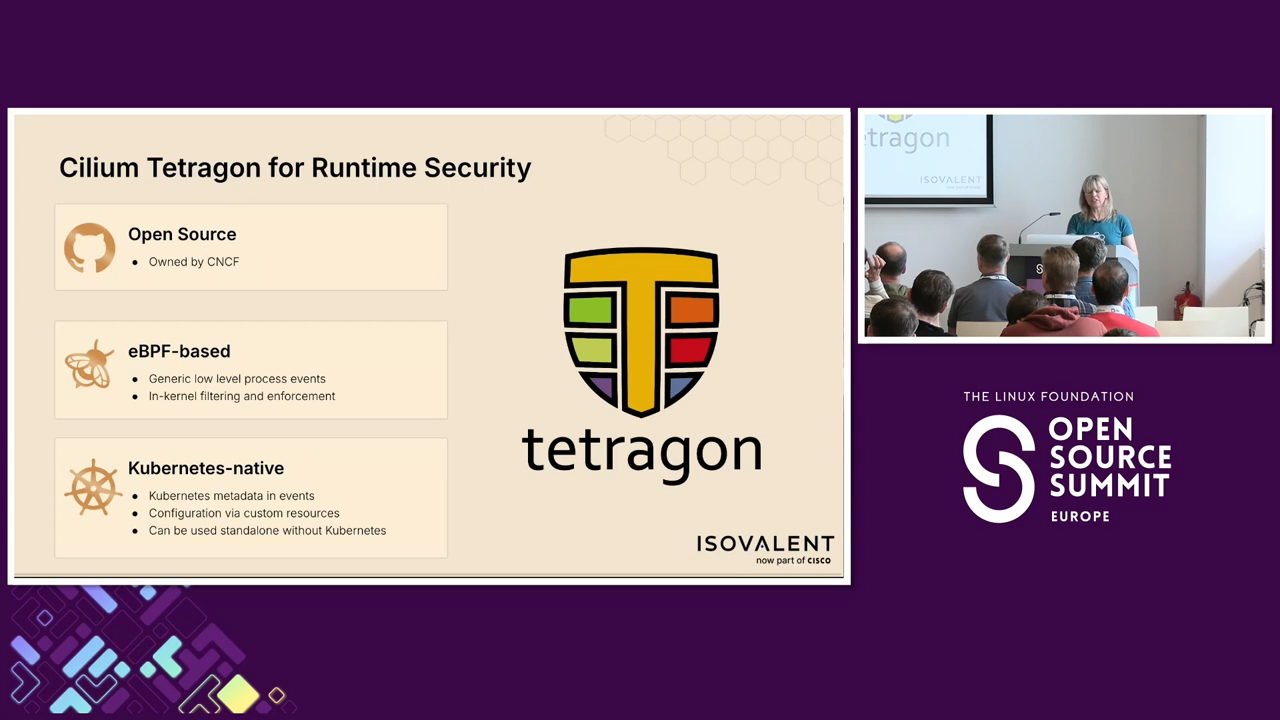 Cilium Tetragon for Runtime Security
Open Source
● Owned by CNCF
eBPF-based
● Generic low level process events
● In-kernel filtering and enforcement
Kubernetes-native
● Kubernetes metadata in events
● Configuration via custom resources
● Can be used standalone without Kubernetes
tetragon
ISOVALENT
now part of CISCO
etragon
ISOVALENT
THE LINUX FOUNDATION
OPEN
SOURCE
SUMMIT
EUROPE